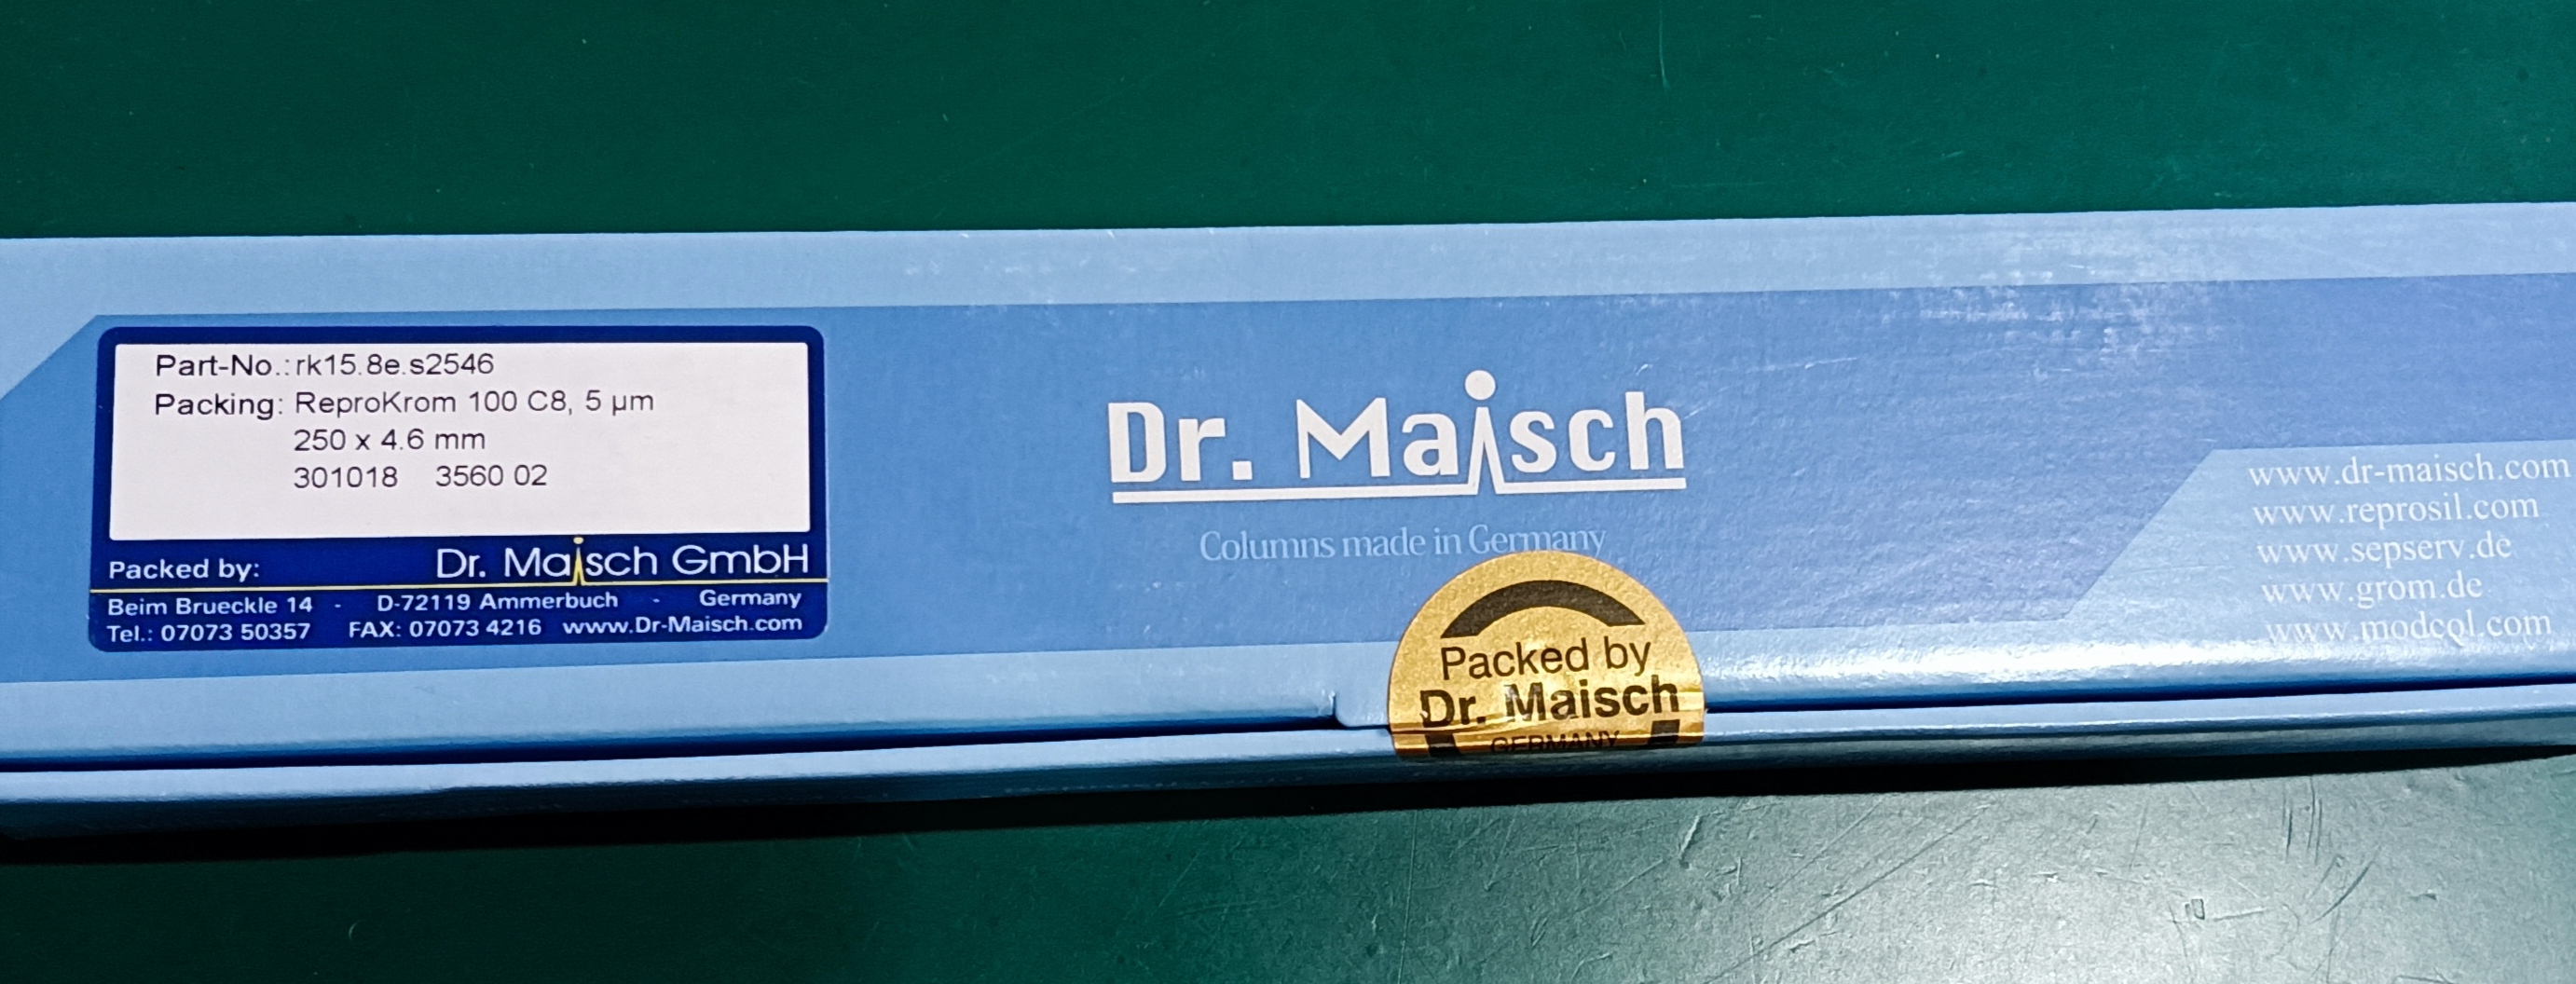 Part-No.: rk15.8e.s2546
Packing: ReproKrom 100 C8, 5 µm
250 x 4.6 mm
301018 3560 02
Packed by: Dr. Maisch GmbH
Beim Brueckle 14 - D-72119 Ammerbuch - Germany
Tel.: 07073 50357 FAX: 07073 4216 www.Dr-Maisch.com
Dr. Maisch
Columns made in Germany
Packed by
Dr. Maisch
GERMANY
www.dr-maisch.com
www.reprosil.com
www.sepserv.de
www.grom.de
www.modcol.com